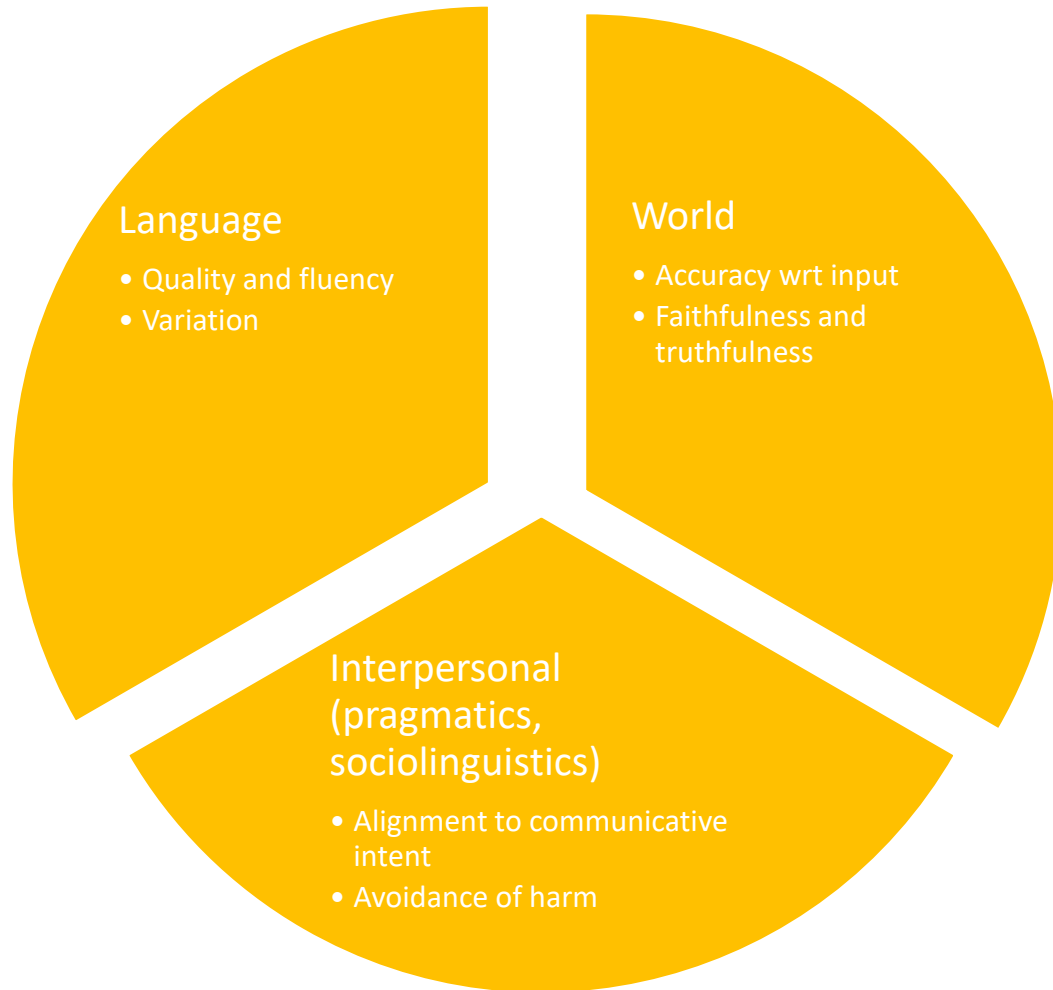 Language
• Quality and fluency
• Variation
World
• Accuracy wrt input
• Faithfulness and
truthfulness
Interpersonal
(pragmatics,
sociolinguistics)
• Alignment to communicative
intent
• Avoidance of harm